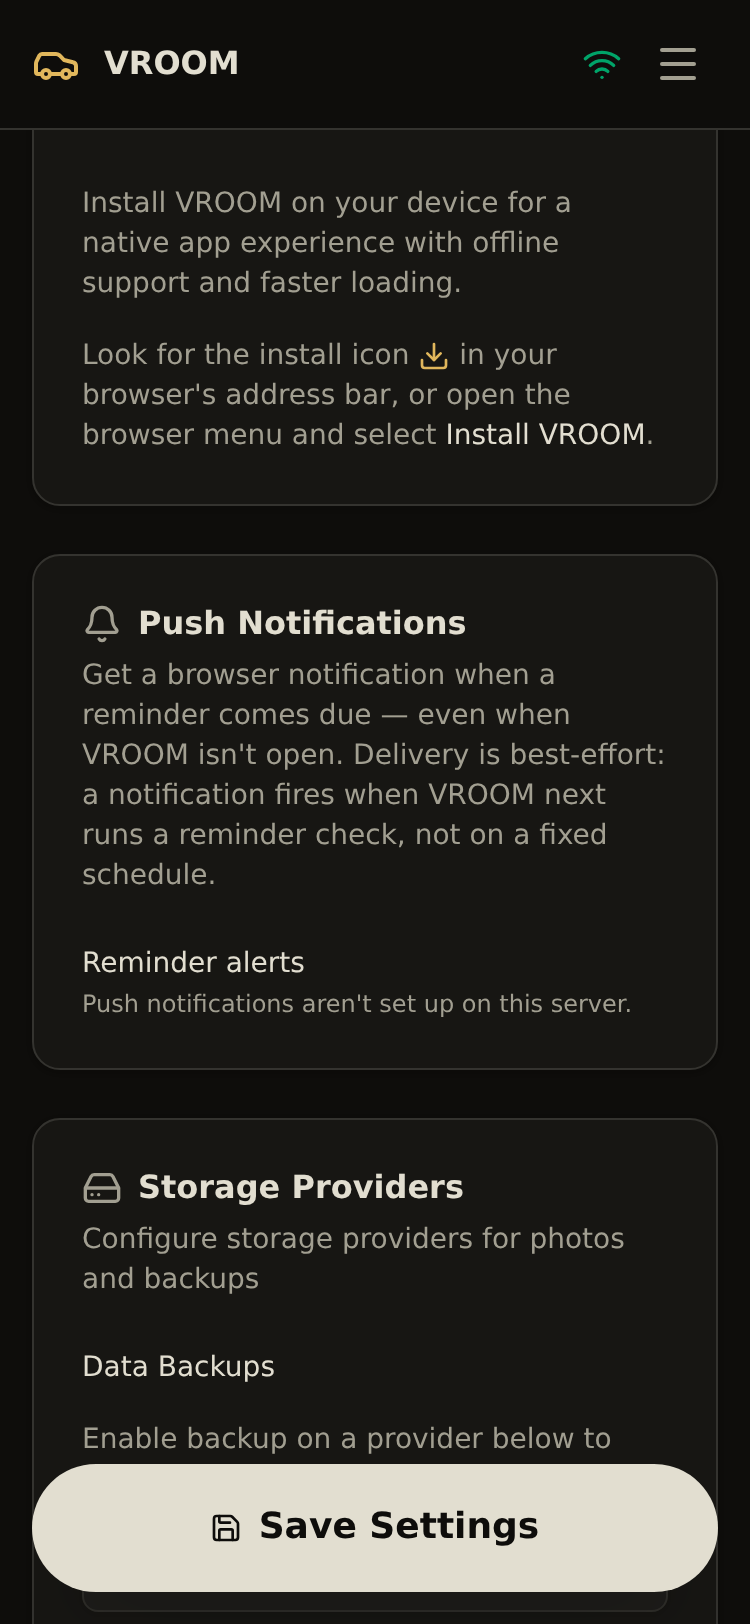 VROOM
Install VROOM on your device for a
native app experience with offline
support and faster loading.
Look for the install icon in your
browser's address bar, or open the
browser menu and select Install VROOM.
Push Notifications
Get a browser notification when a
reminder comes due — even when
VROOM isn't open. Delivery is best-effort:
a notification fires when VROOM next
runs a reminder check, not on a fixed
schedule.
Reminder alerts
Push notifications aren't set up on this server.
Storage Providers
Configure storage providers for photos
and backups
Data Backups
Enable backup on a provider below to
Save Settings